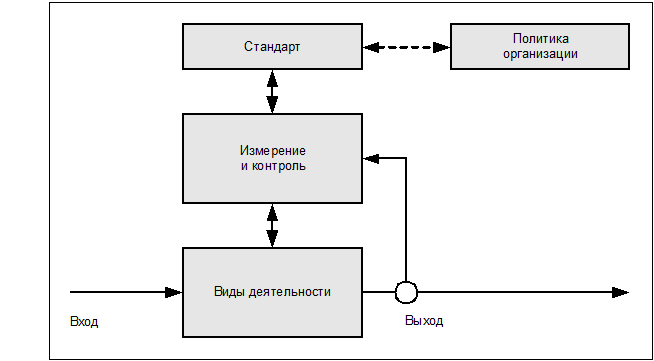 Стандарт
Политика
организации
Измерение
и контроль
Виды деятельности
Вход
Выход